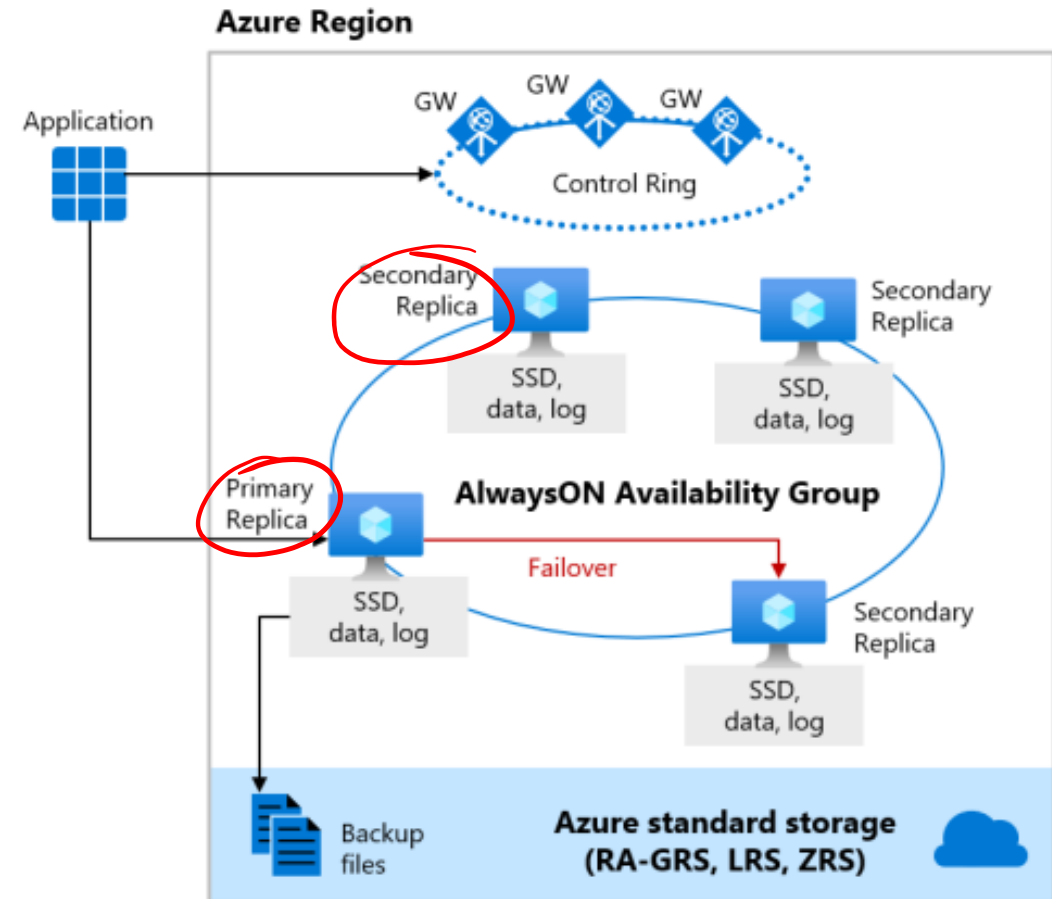 Azure Region
Application
GW
GW
GW
Control Ring
Secondary
Replica
SSD,
data, log
Secondary
Replica
SSD,
data, log
Primary
Replica
SSD,
data, log
AlwaysON Availability Group
Failover
Secondary
Replica
SSD,
data, log
Backup
files
Azure standard storage
(RA-GRS, LRS, ZRS)